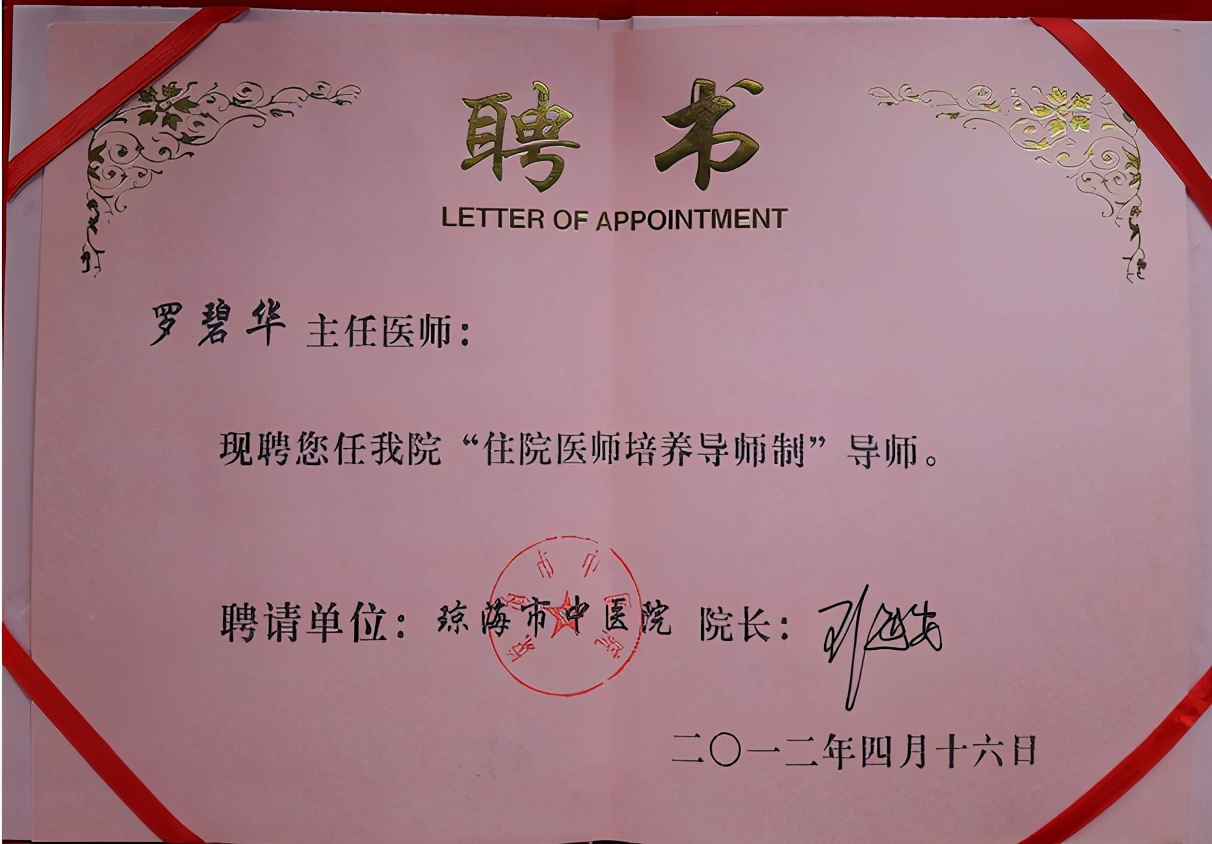 聘书
LETTER OF APPOINTMENT
罗碧华 主任医师：
现聘您任我院“住院医师培养导师制”导师。
聘请单位：琼海市中医院 院长：
二〇一二年四月十六日